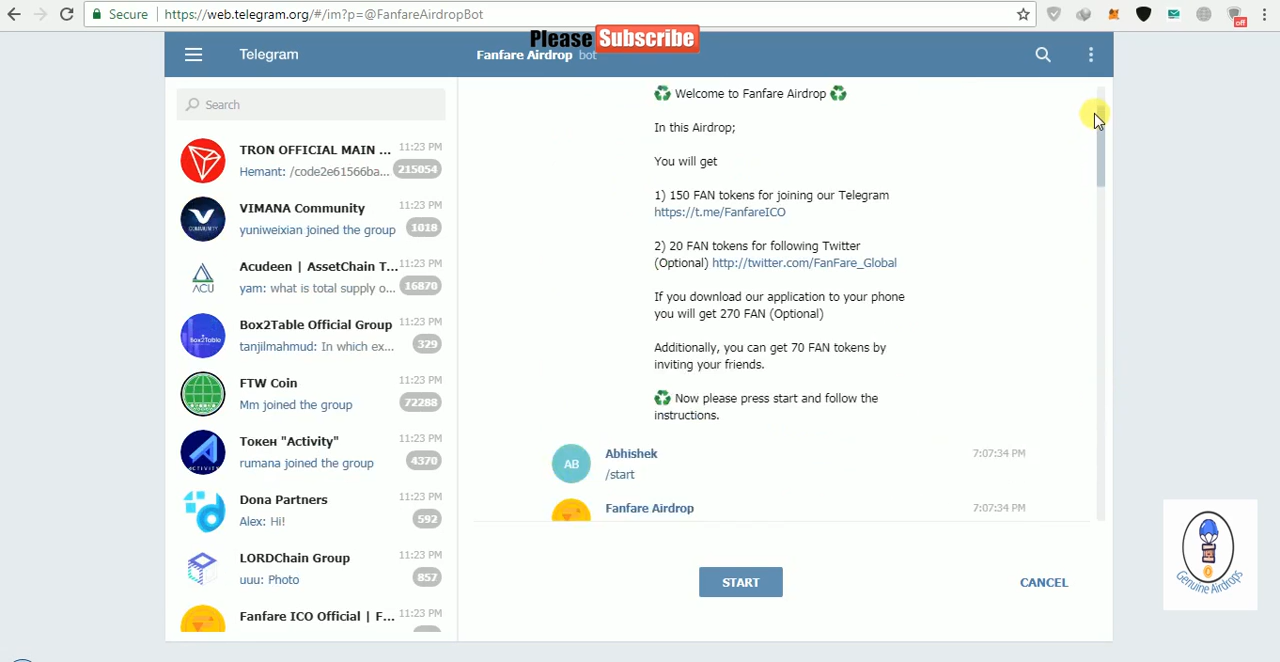 Secure
https://web.telegram.org/#/im?p=@FanfareAirdropBot
off
Please Subscribe
Telegram
Fanfare Airdrop bot
Search
TRON OFFICIAL MAIN ... 11:23 PM
Hemant: /code2e61566ba... 215054
VIMANA Community 11:23 PM
yuniweixian joined the group 1018
Acudeen | AssetChain T... 11:23 PM
ACU
yam: what is total supply o... 16870
Box2Table Official Group 11:23 PM
Box2Table
tanjilmahmud: In which ex... 329
FTW Coin 11:23 PM
Mm joined the group 72288
Токен "Activity" 11:23 PM
ACTIVITY
rumana joined the group 4370
Dona Partners 11:23 PM
Alex: Hi! 592
LORDChain Group 11:23 PM
uuu: Photo 857
Fanfare ICO Official | F... 11:23 PM
♻ Welcome to Fanfare Airdrop ♻
In this Airdrop;
You will get
1) 150 FAN tokens for joining our Telegram
https://t.me/FanfareICO
2) 20 FAN tokens for following Twitter
(Optional) http://twitter.com/FanFare_Global
If you download our application to your phone
you will get 270 FAN (Optional)
Additionally, you can get 70 FAN tokens by
inviting your friends.
♻ Now please press start and follow the
instructions.
AB
Abhishek 7:07:34 PM
/start
Fanfare Airdrop 7:07:34 PM
START
CANCEL
Genuine Airdrops